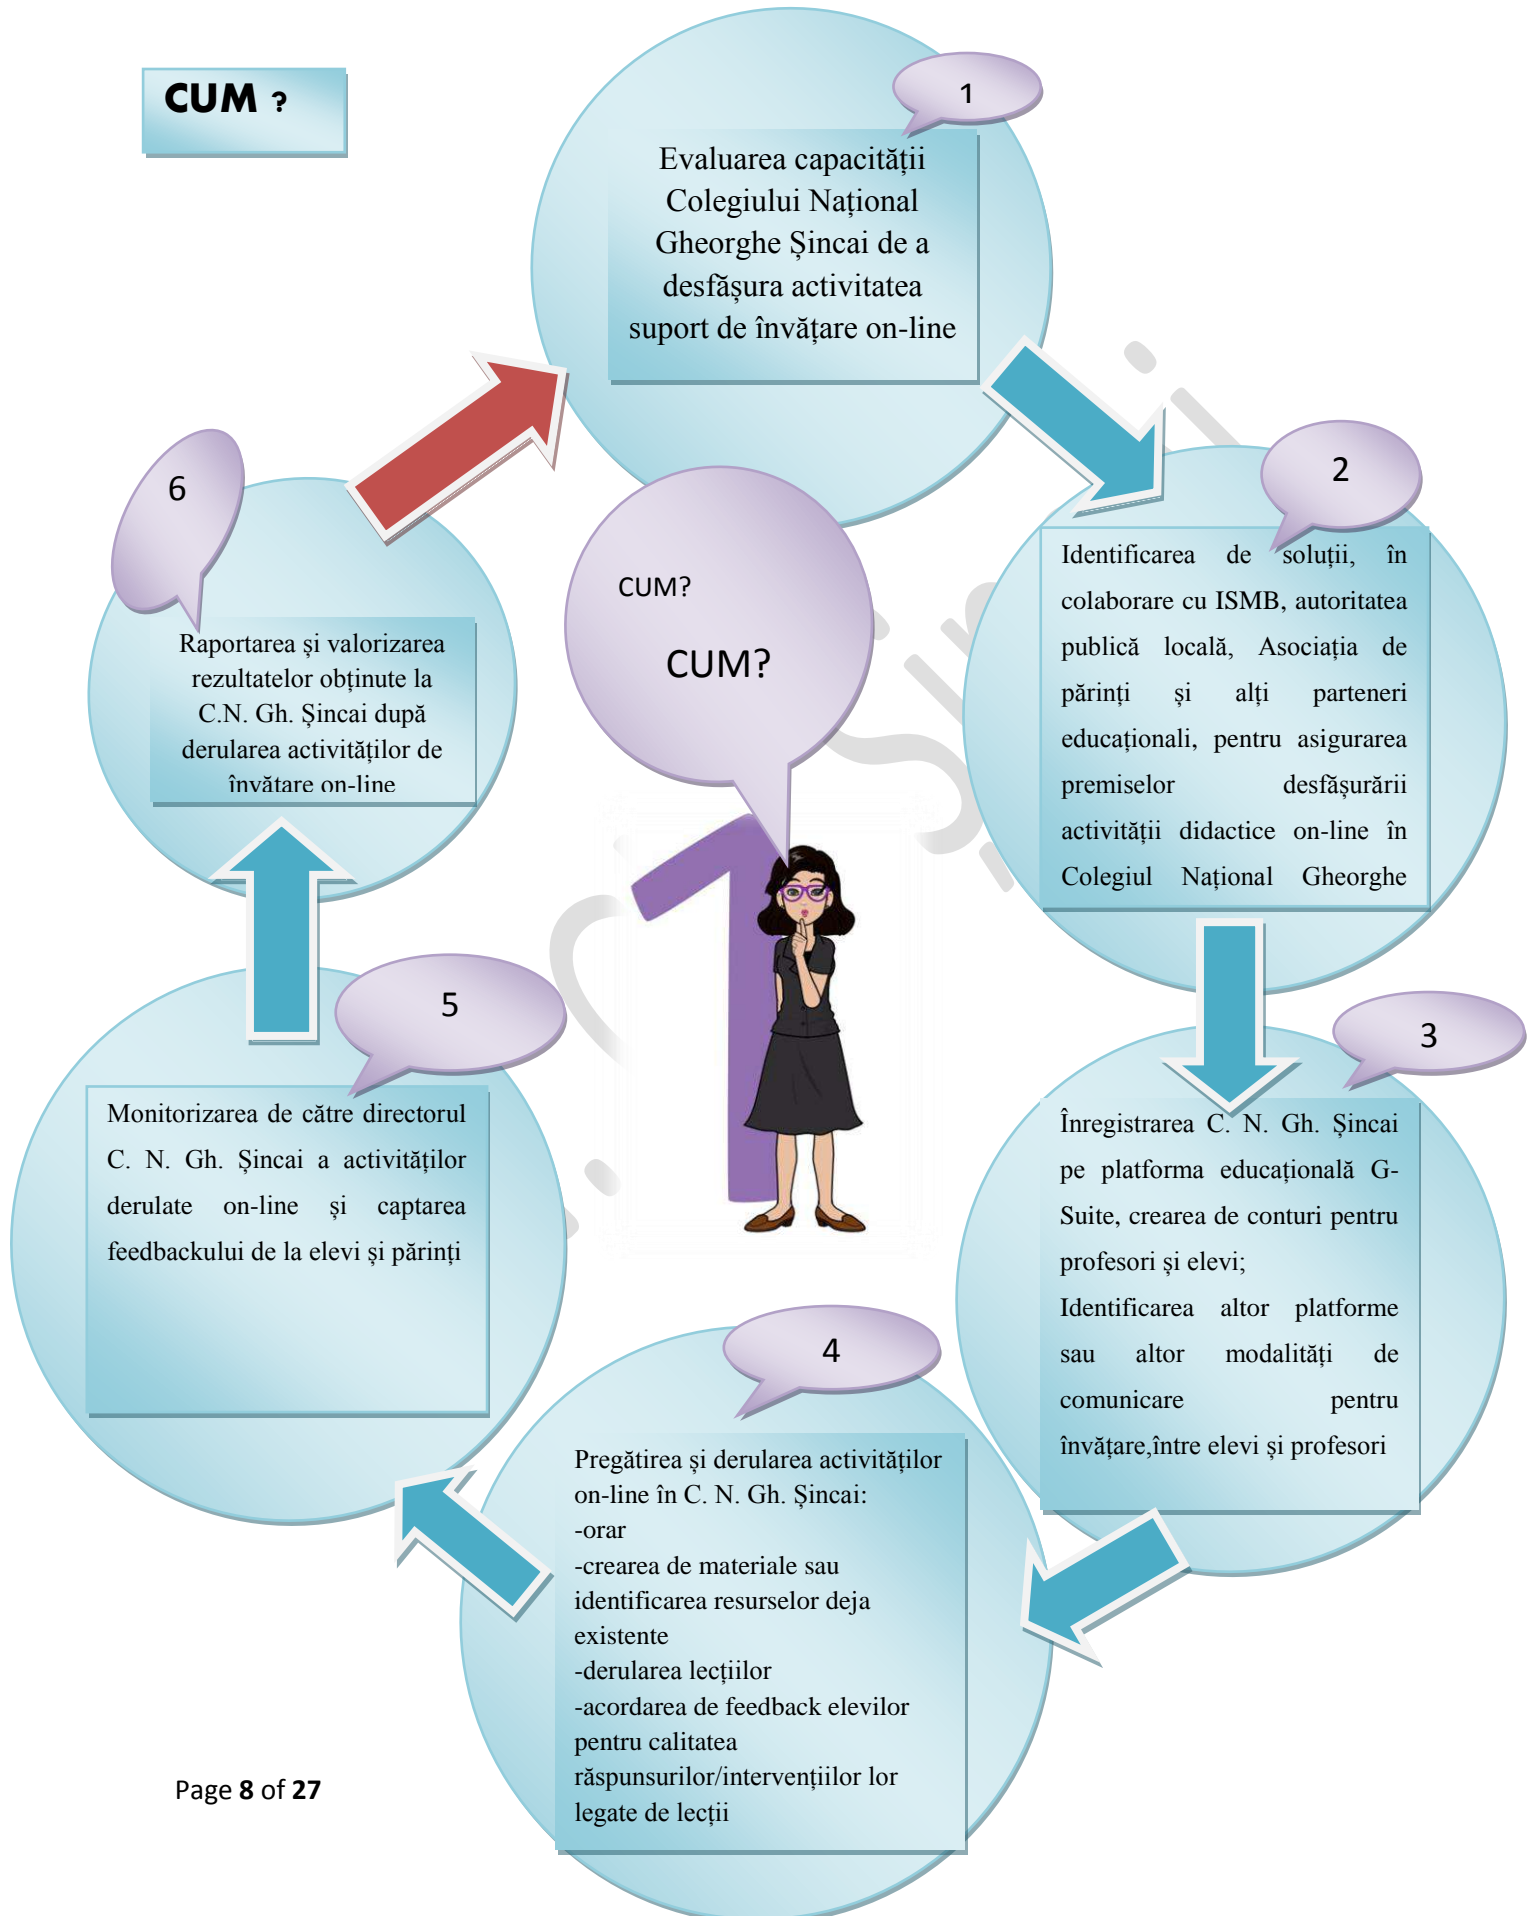 CUM ?
1
Evaluarea capacității
Colegiului Național
Gheorghe Șincai de a
desfășura activitatea
suport de învățare on-line
2
Identificarea de soluții, în
colaborare cu ISMB, autoritatea
publică locală, Asociația de
părinți și alți parteneri
educaționali, pentru asigurarea
premiselor desfășurării
activității didactice on-line în
Colegiul Național Gheorghe
3
Înregistrarea C. N. Gh. Șincai
pe platforma educațională G-
Suite, crearea de conturi pentru
profesori și elevi;
Identificarea altor platforme
sau altor modalități de
comunicare pentru
învățare,între elevi și profesori
4
Pregătirea și derularea activităților
on-line în C. N. Gh. Șincai:
-orar
-crearea de materiale sau
identificarea resurselor deja
existente
-derularea lecțiilor
-acordarea de feedback elevilor
pentru calitatea
răspunsurilor/intervențiilor lor
legate de lecții
5
Monitorizarea de către directorul
C. N. Gh. Șincai a activităților
derulate on-line și captarea
feedbackului de la elevi și părinți
6
Raportarea și valorizarea
rezultatelor obținute la
C.N. Gh. Șincai după
derularea activităților de
învățare on-line
CUM?
CUM?
Page 8 of 27